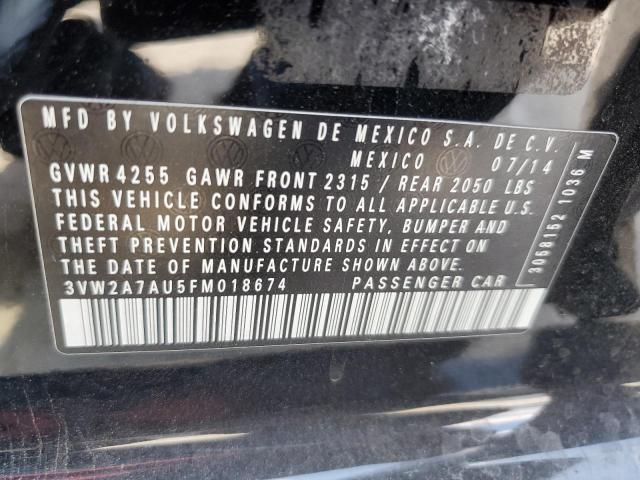 MFD BY VOLKSWAGEN DE MEXICO S.A. DE C.V.
MEXICO 07/14
GVWR 4255 GAWR FRONT 2315 / REAR 2050 LBS
THIS VEHICLE CONFORMS TO ALL APPLICABLE U.S.
FEDERAL MOTOR VEHICLE SAFETY, BUMPER AND
THEFT PREVENTION STANDARDS IN EFFECT ON
THE DATE OF MANUFACTURE SHOWN ABOVE.
3VW2A7AU5FM018674 PASSENGER CAR
3068162 1036 M